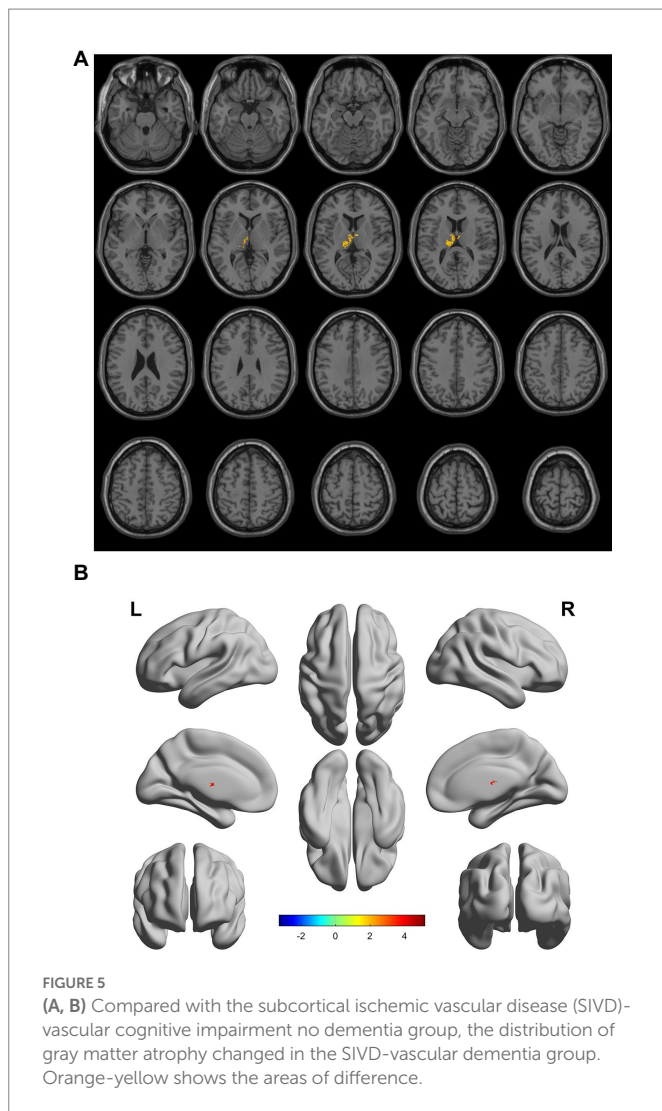 A
B
L
R
-2 0 2 4
FIGURE 5
(A, B) Compared with the subcortical ischemic vascular disease (SIVD)-
vascular cognitive impairment no dementia group, the distribution of
gray matter atrophy changed in the SIVD-vascular dementia group.
Orange-yellow shows the areas of difference.